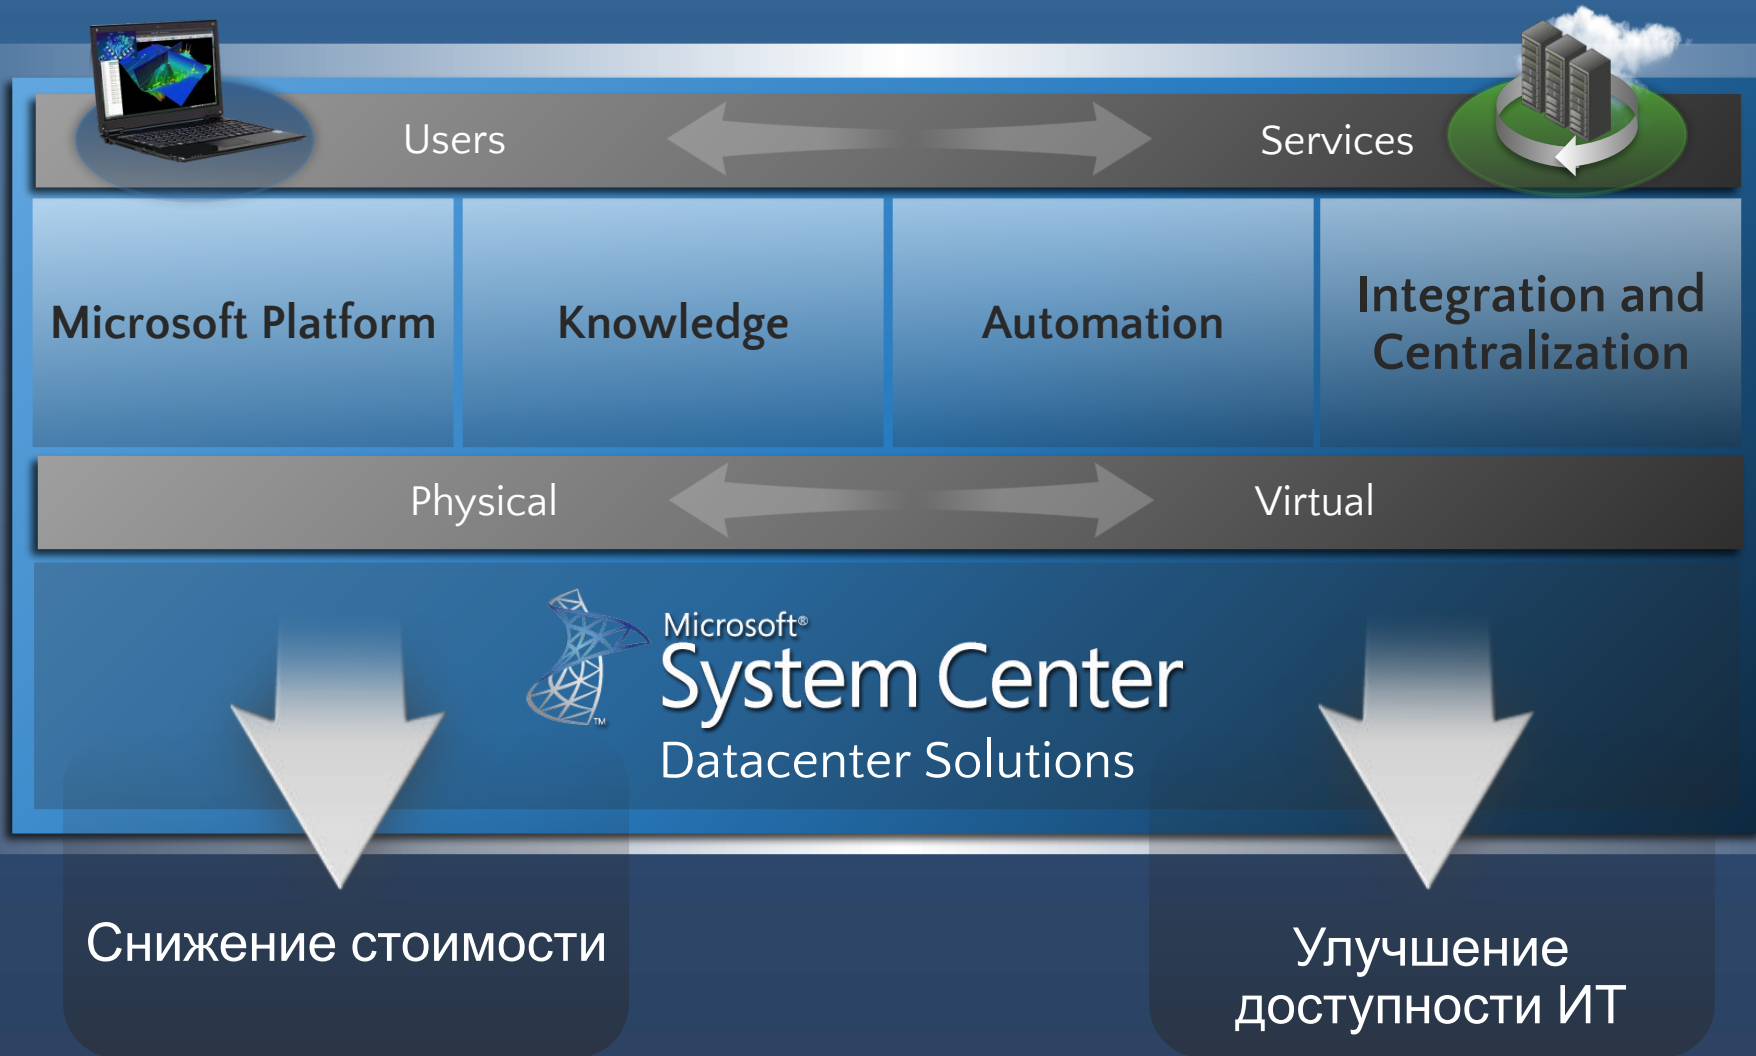 Users
Services
Microsoft Platform
Knowledge
Automation
Integration and
Centralization
Physical
Virtual
Microsoft®
System Center
TM
Datacenter Solutions
Снижение стоимости
Улучшение
доступности ИТ